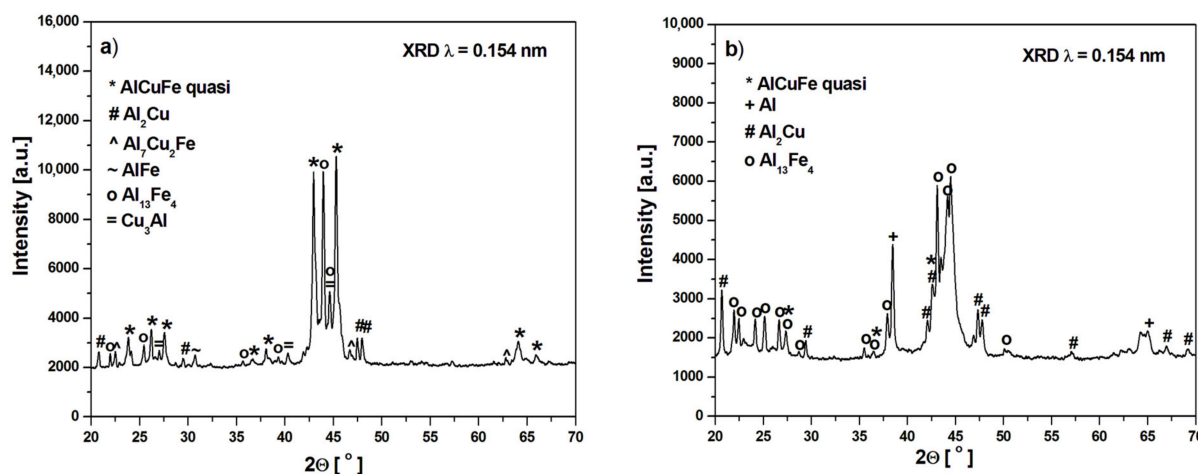 a)
XRD λ = 0.154 nm
* AlCuFe quasi
# Al₂Cu
^ Al₇Cu₂Fe
~ AlFe
o Al₁₃Fe₄
= Cu₃Al
Intensity [a.u.]
16,000
14,000
12,000
10,000
8000
6000
4000
2000
0
* o *
o
=
# o ^ * o * = * # ~ o * * o = ^ # # ^ * *
20 25 30 35 40 45 50 55 60 65 70
2Θ [ ° ]
b)
XRD λ = 0.154 nm
* AlCuFe quasi
+ Al
# Al₂Cu
o Al₁₃Fe₄
Intensity [a.u.]
10,000
9000
8000
7000
6000
5000
4000
3000
2000
1500
0
o o
o
+
*
#
# o o o o o * o o # o * o o # # # o # + # #
20 25 30 35 40 45 50 55 60 65 70
2Θ [ ° ]